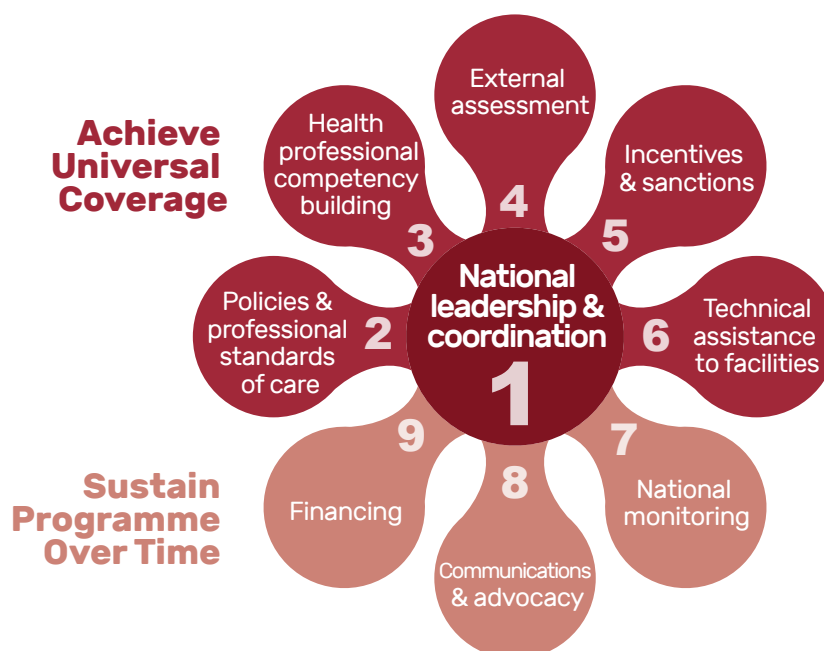 Achieve
Universal
Coverage
National
leadership &
coordination
1
Policies &
professional
standards
of care
2
Health
professional
competency
building
3
External
assessment
4
Incentives
& sanctions
5
Technical
assistance
to facilities
6
Sustain
Programme
Over Time
National
monitoring
7
Communications
& advocacy
8
Financing
9